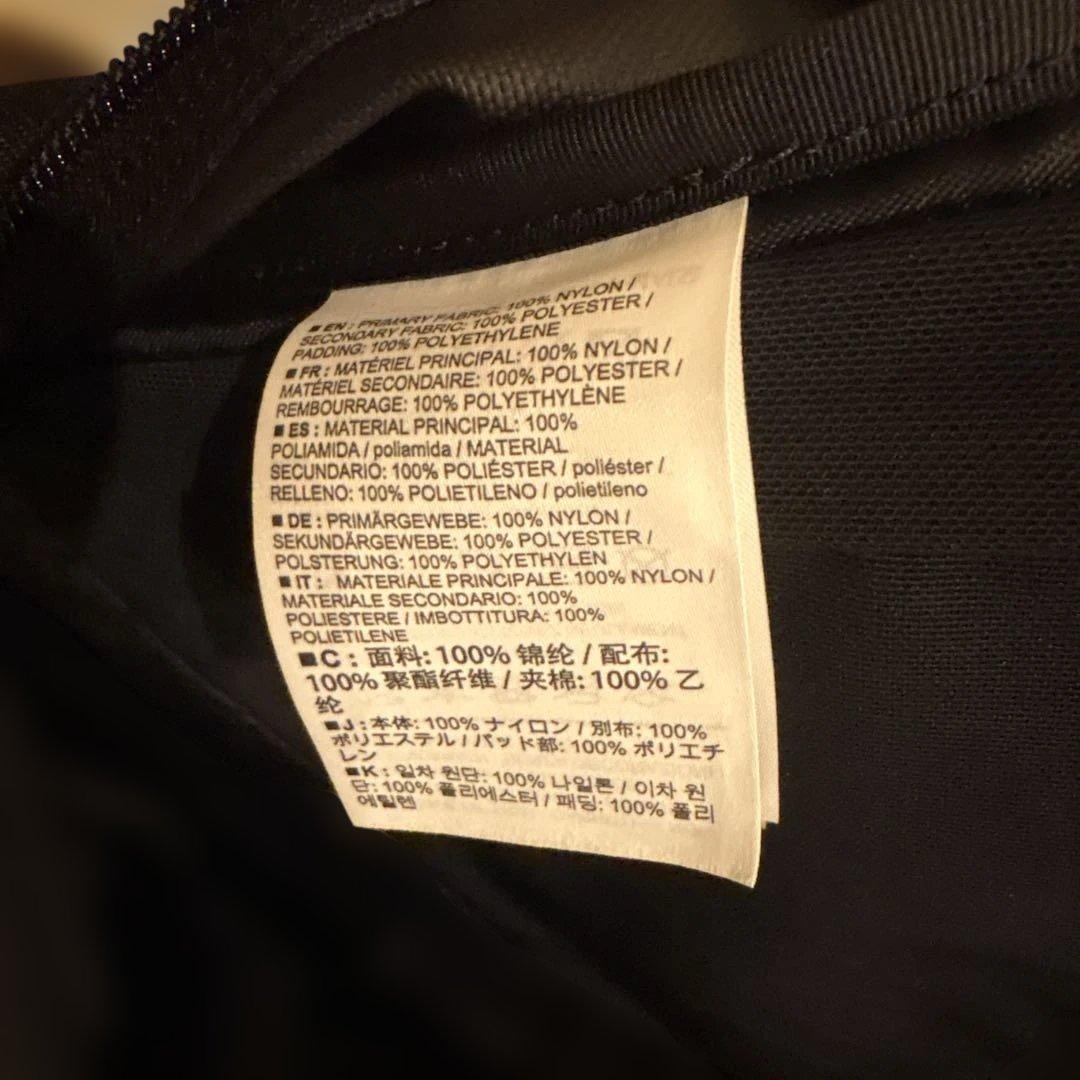 ■ EN : PRIMARY FABRIC: 100% NYLON /
SECONDARY FABRIC: 100% POLYESTER /
PADDING: 100% POLYETHYLENE
■ FR : MATÉRIEL PRINCIPAL: 100% NYLON /
MATÉRIEL SECONDAIRE: 100% POLYESTER /
REMBOURRAGE: 100% POLYETHYLÈNE
■ ES : MATERIAL PRINCIPAL: 100%
POLIAMIDA / poliamida / MATERIAL
SECUNDARIO: 100% POLIÉSTER / poliéster /
RELLENO: 100% POLIETILENO / polietileno
■ DE : PRIMÄRGEWEBE: 100% NYLON /
SEKUNDÄRGEWEBE: 100% POLYESTER /
POLSTERUNG: 100% POLYETHYLEN
■ IT : MATERIALE PRINCIPALE: 100% NYLON /
MATERIALE SECONDARIO: 100%
POLIESTERE / IMBOTTITURA: 100%
POLIETILENE
■C : 面料: 100% 锦纶 / 配布:
100% 聚酯纤维 / 夹棉: 100% 乙
纶
■J : 本体: 100% ナイロン / 別布: 100%
ポリエステル / パッド部: 100% ポリエチ
レン
■K : 일차 원단: 100% 나일론 / 이차 원
단: 100% 폴리에스터 / 패딩: 100% 폴리
에틸렌